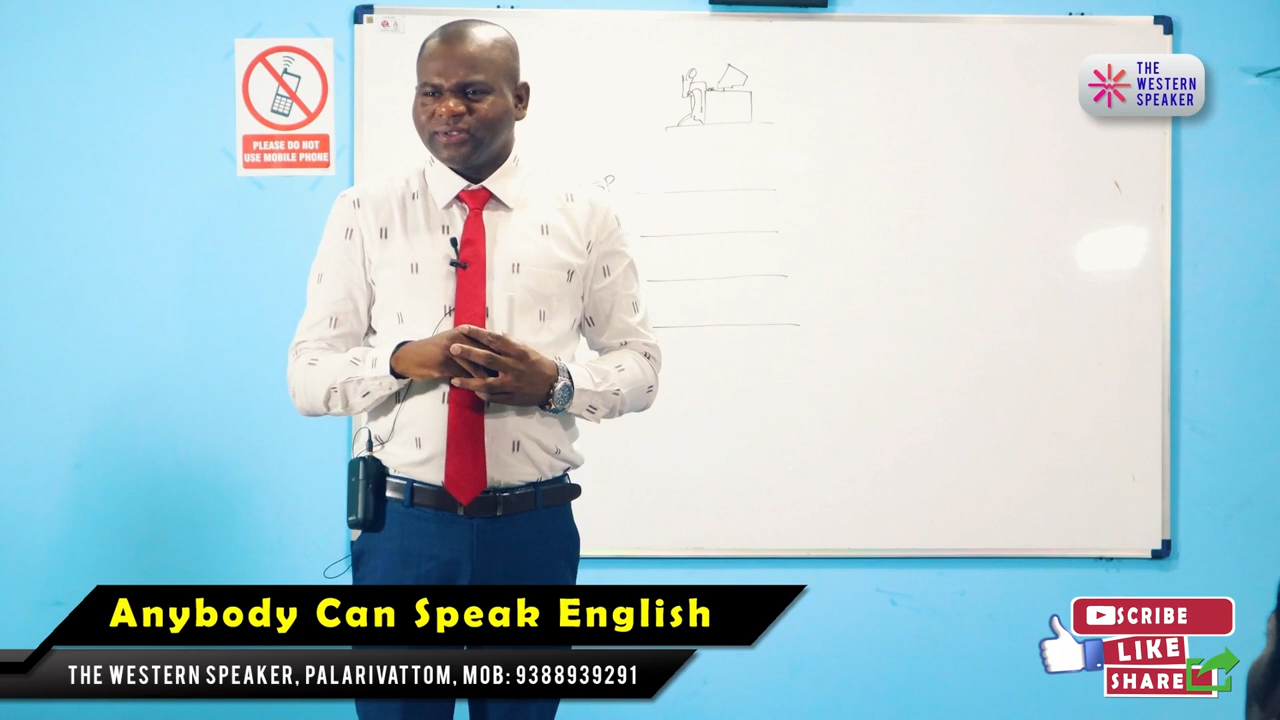 PLEASE DO NOT
USE MOBILE PHONE
THE
WESTERN
SPEAKER
Anybody Can Speak English
THE WESTERN SPEAKER, PALARIVATTOM, MOB: 9388939291
SCRIBE
LIKE
SHARE